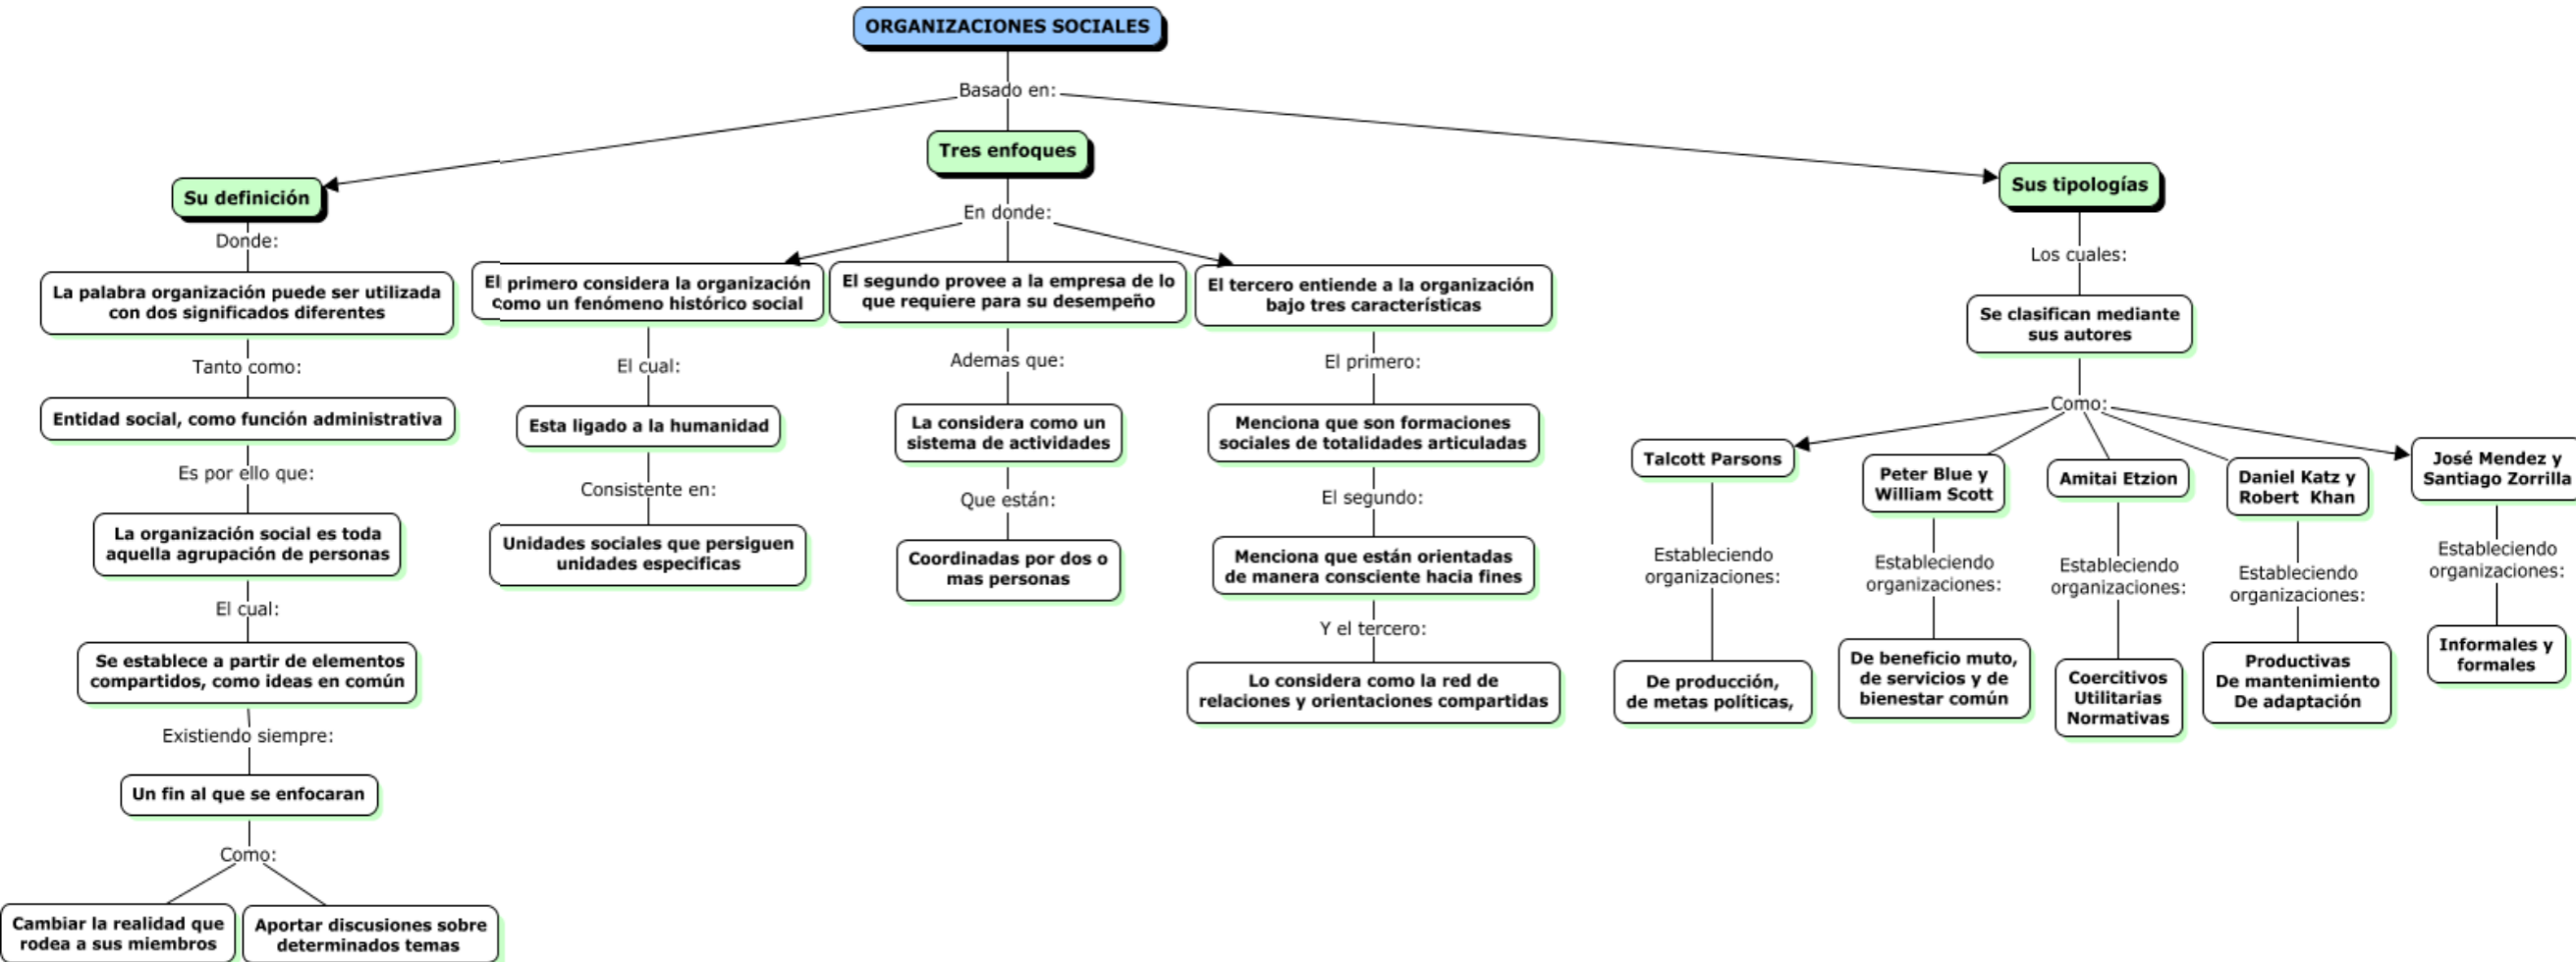 ORGANIZACIONES SOCIALES
Basado en:
Su definición
Donde:
La palabra organización puede ser utilizada
con dos significados diferentes
Tanto como:
Entidad social, como función administrativa
Es por ello que:
La organización social es toda
aquella agrupación de personas
El cual:
Se establece a partir de elementos
compartidos, como ideas en común
Existiendo siempre:
Un fin al que se enfocaran
Como:
Cambiar la realidad que
rodea a sus miembros
Aportar discusiones sobre
determinados temas
Tres enfoques
En donde:
El primero considera la organización
como un fenómeno histórico social
El cual:
Esta ligado a la humanidad
Consistente en:
Unidades sociales que persiguen
unidades especificas
El segundo provee a la empresa de lo
que requiere para su desempeño
Ademas que:
La considera como un
sistema de actividades
Que están:
Coordinadas por dos o
mas personas
El tercero entiende a la organización
bajo tres características
El primero:
Menciona que son formaciones
sociales de totalidades articuladas
El segundo:
Menciona que están orientadas
de manera consciente hacia fines
Y el tercero:
Lo considera como la red de
relaciones y orientaciones compartidas
Sus tipologías
Los cuales:
Se clasifican mediante
sus autores
Como:
Talcott Parsons
Estableciendo
organizaciones:
De producción,
de metas políticas,
Peter Blue y
William Scott
Estableciendo
organizaciones:
De beneficio muto,
de servicios y de
bienestar común
Amitai Etzion
Estableciendo
organizaciones:
Coercitivos
Utilitarias
Normativas
Daniel Katz y
Robert Khan
Estableciendo
organizaciones:
Productivas
De mantenimiento
De adaptación
José Mendez y
Santiago Zorrilla
Estableciendo
organizaciones:
Informales y
formales